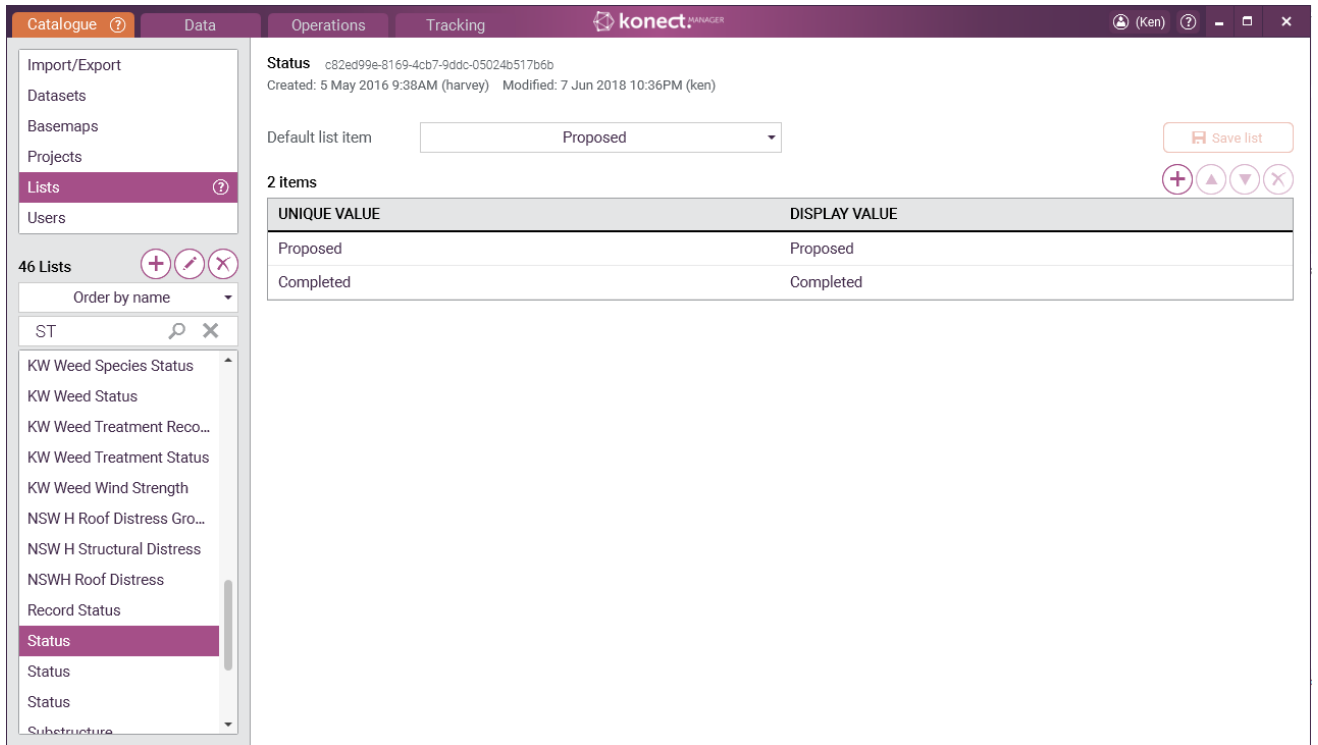 Catalogue ? Data Operations Tracking konect:MANAGER (Ken) ?
Import/Export
Datasets
Basemaps
Projects
Lists ?
Users
46 Lists
Order by name
ST
KW Weed Species Status
KW Weed Status
KW Weed Treatment Reco...
KW Weed Treatment Status
KW Weed Wind Strength
NSW H Roof Distress Gro...
NSW H Structural Distress
NSWH Roof Distress
Record Status
Status
Status
Status
Substructure
Status c82ed99e-8169-4cb7-9ddc-05024b517b6b
Created: 5 May 2016 9:38AM (harvey) Modified: 7 Jun 2018 10:36PM (ken)
Default list item Proposed Save list
2 items
UNIQUE VALUE DISPLAY VALUE
Proposed Proposed
Completed Completed